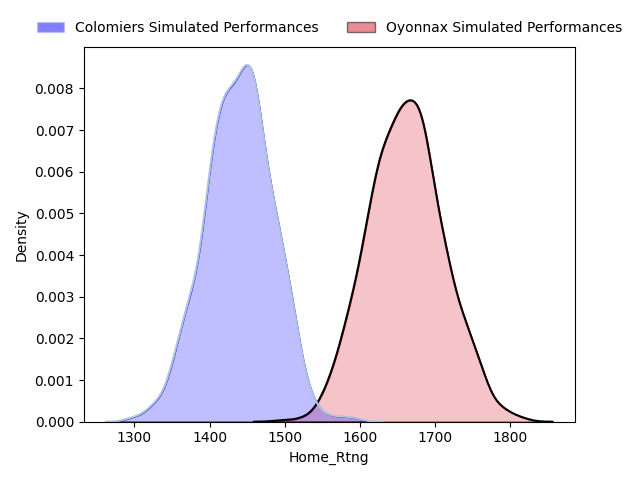 Colomiers Simulated Performances Oyonnax Simulated Performances
0.008
0.007
0.006
0.005
0.004
0.003
0.002
0.001
0.000
Density
1300 1400 1500 1600 1700 1800
Home_Rtng